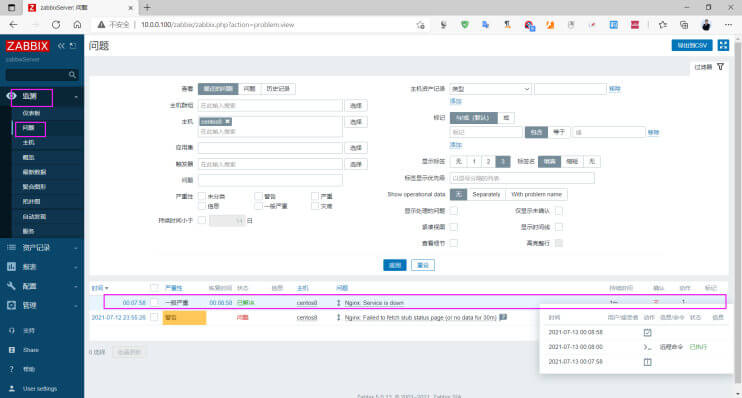 zabbixServer: 问题
不安全 | 10.0.0.100/zabbix/zabbix.php?action=problem.view
ZABBIX
zabbixServer
监测
仪表板
问题
主机
概览
最新数据
聚合图形
拓扑图
自动发现
服务
资产记录
报表
配置
管理
支持
Share
帮助
User settings
问题
导出到CSV
过滤器
查看 最近的问题 问题 历史记录
主机群组 在此输入搜索 选择
主机 centos8 在此输入搜索 选择
应用集 选择
触发器 在此输入搜索 选择
问题
严重性 未分类 警告 严重
信息 一般严重 灾难
持续时间小于 14 日
主机资产记录 类型 移除
添加
标记 与/或(默认) 或
标记 包含 等于 值 移除
添加
显示标签 无 1 2 3 标签名 完整 缩短 无
标签显示优先级 以逗号分隔的列表
Show operational data 无 Separately With problem name
显示处理的问题 仅显示未确认
紧凑视图 显示时间线
查看细节 高亮整行
应用 重设
时间 严重性 恢复时间 状态 信息 主机 问题 持续时间 确认 动作 标记
00:07:58 一般严重 00:08:58 已解决 centos8 Nginx: Service is down 1m 不 1
2021-07-12 23:55:26 警告 问题 centos8 Nginx: Failed to fetch stub status page (or no data for 30m)
时间 用户/接受者 动作 信息/命令 状态 信息
2021-07-13 00:08:58
2021-07-13 00:08:00 远程命令 已执行
2021-07-13 00:07:58
0 选择 批量更新